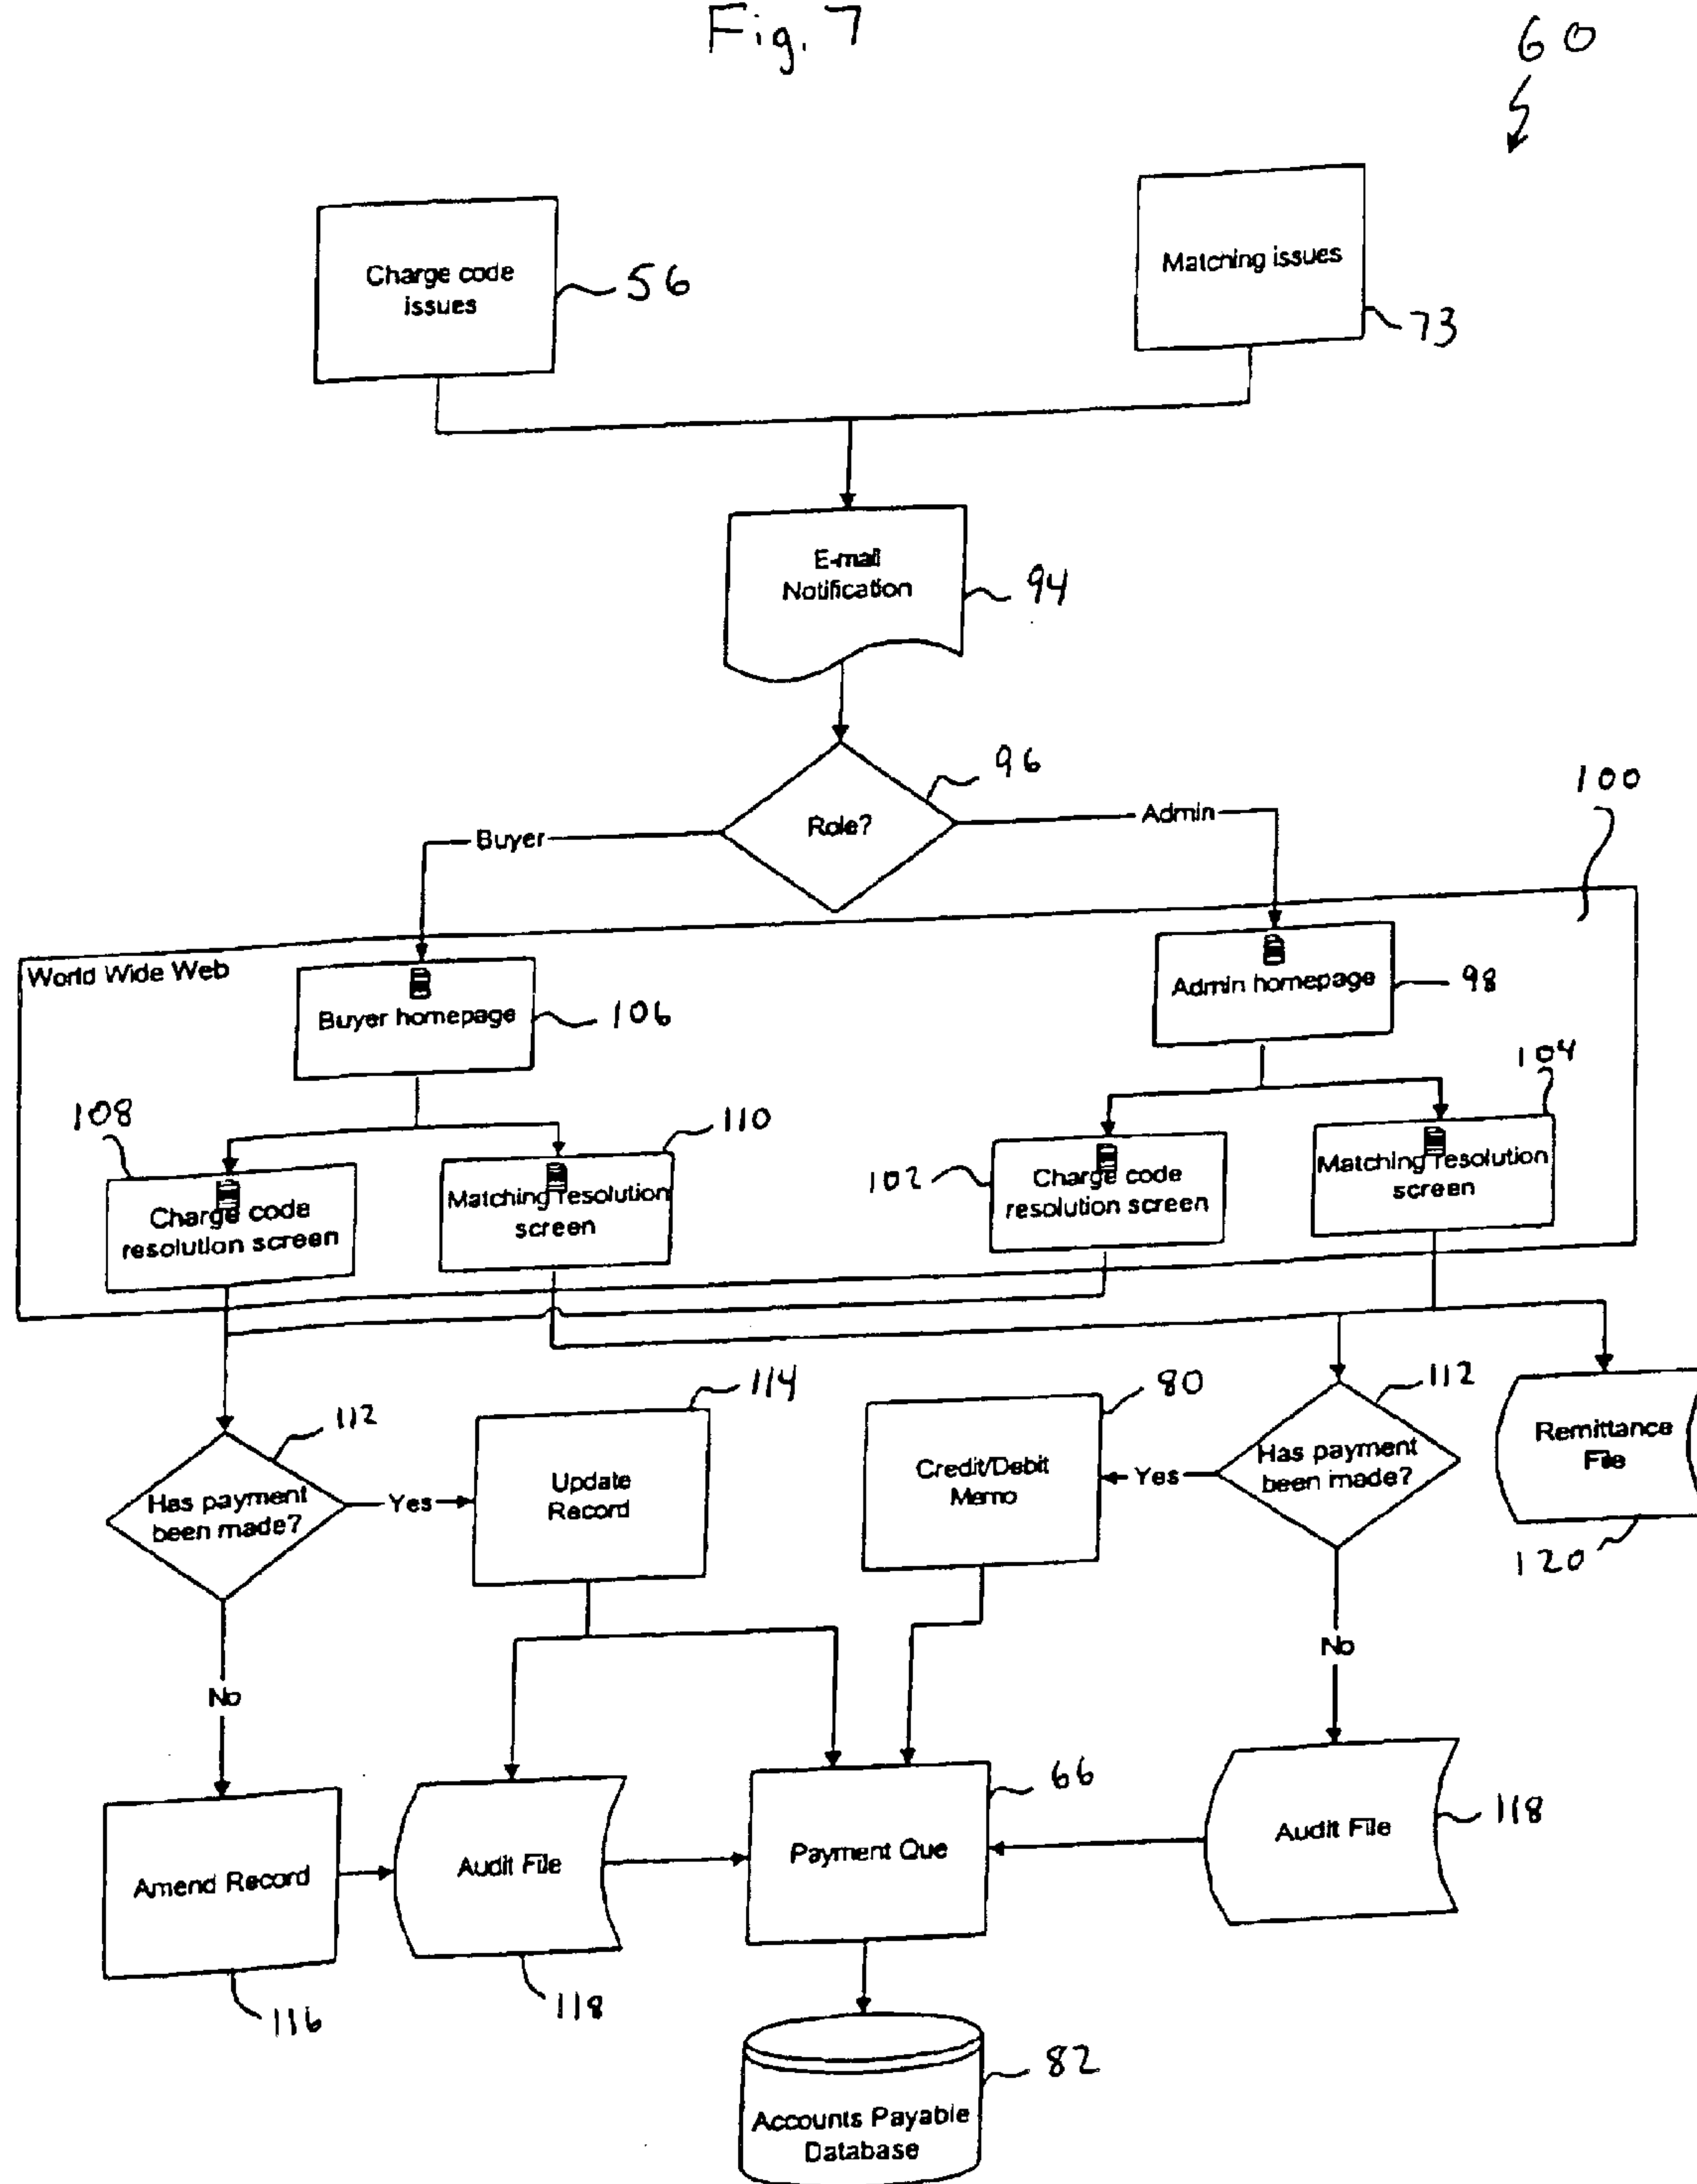 Fig. 7
60
Charge code
issues
56
Matching issues
73
E-mail
Notification
94
96
Role?
Buyer
Admin
100
World Wide Web
Buyer homepage
106
Admin homepage
98
108
110
104
Charge code
resolution screen
Matching resolution
screen
102
Charge code
resolution screen
Matching resolution
screen
112
Has payment
been made?
Yes
114
Update
Record
80
Credit/Debit
Memo
Yes
112
Has payment
been made?
Remittance
File
120
No
No
Amend Record
116
Audit File
118
66
Payment Que
Audit File
118
82
Accounts Payable
Database